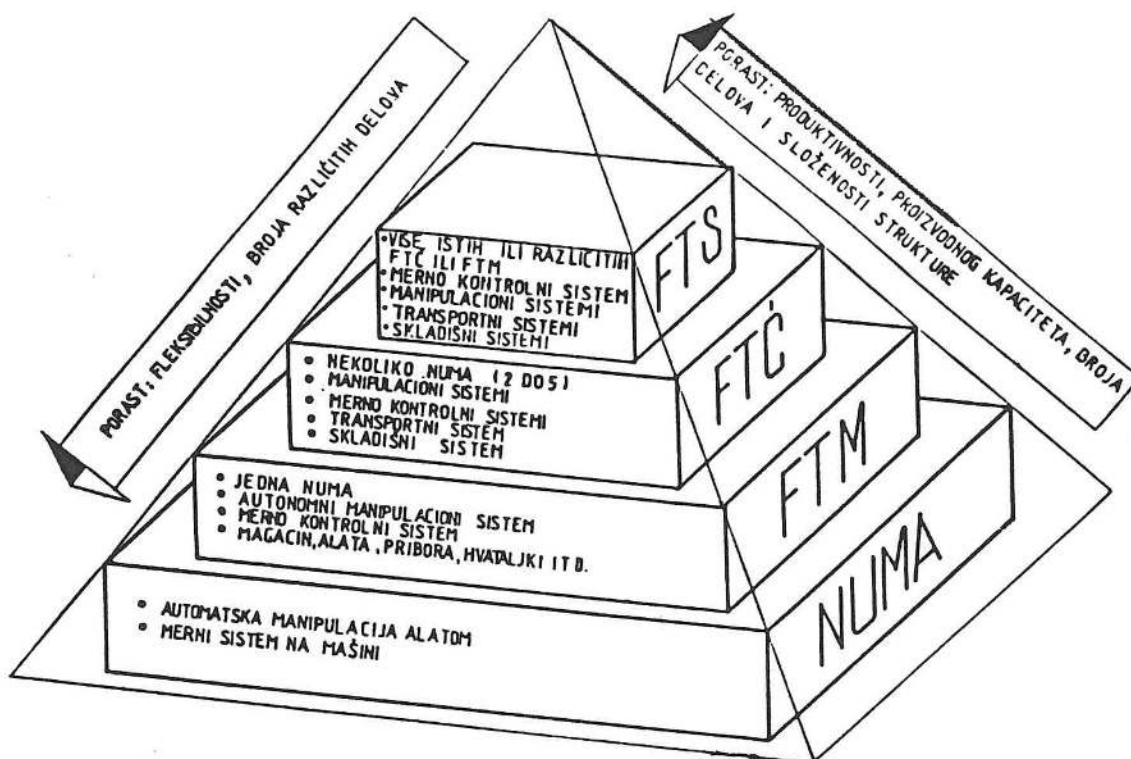 PORAST: FLEKSIBILNOSTI, BROJA RAZLIČITIH DELOVA
PORAST: PRODUKTIVNOSTI, PROIZVODNOG KAPACITETA, BROJA
DELOVA I SLOŽENOSTI STRUKTURE
•VIŠE ISTIH ILI RAZLIČITIH
FTĆ ILI FTM
•MERNO KONTROLNI SISTEM
•MANIPULACIONI SISTEMI
•TRANSPORTNI SISTEMI
•SKLADIŠNI SISTEMI
FTS
• NEKOLIKO NUMA (2 DO 5)
• MANIPULACIONI SISTEMI
• MERNO KONTROLNI SISTEMI
• TRANSPORTNI SISTEM
• SKLADIŠNI SISTEM
FTĆ
• JEDNA NUMA
• AUTONOMNI MANIPULACIONI SISTEM
• MERNO KONTROLNI SISTEM
• MAGACIN, ALATA, PRIBORA, HVATALJKI ITD.
FTM
• AUTOMATSKA MANIPULACIJA ALATOM
• MERNI SISTEM NA MAŠINI
NUMA